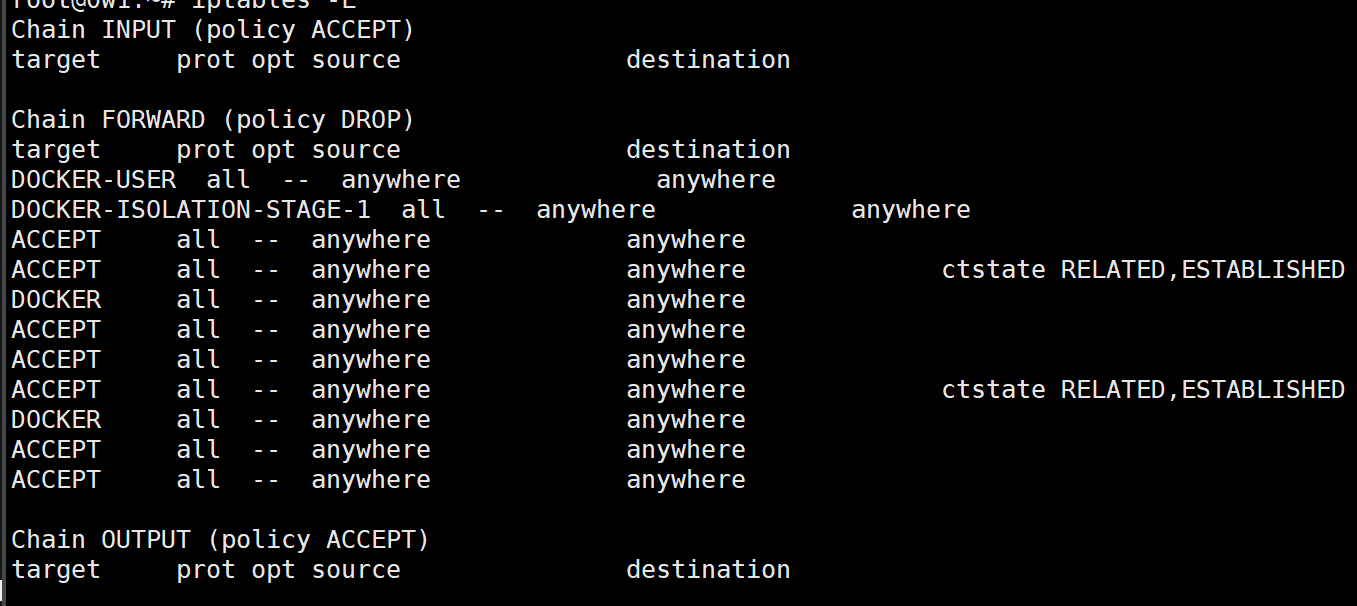 iptables -L
Chain INPUT (policy ACCEPT)
target     prot opt source               destination

Chain FORWARD (policy DROP)
target     prot opt source               destination
DOCKER-USER  all  --  anywhere             anywhere
DOCKER-ISOLATION-STAGE-1  all  --  anywhere             anywhere
ACCEPT     all  --  anywhere             anywhere
ACCEPT     all  --  anywhere             anywhere             ctstate RELATED,ESTABLISHED
DOCKER     all  --  anywhere             anywhere
ACCEPT     all  --  anywhere             anywhere
ACCEPT     all  --  anywhere             anywhere
ACCEPT     all  --  anywhere             anywhere             ctstate RELATED,ESTABLISHED
DOCKER     all  --  anywhere             anywhere
ACCEPT     all  --  anywhere             anywhere
ACCEPT     all  --  anywhere             anywhere

Chain OUTPUT (policy ACCEPT)
target     prot opt source               destination